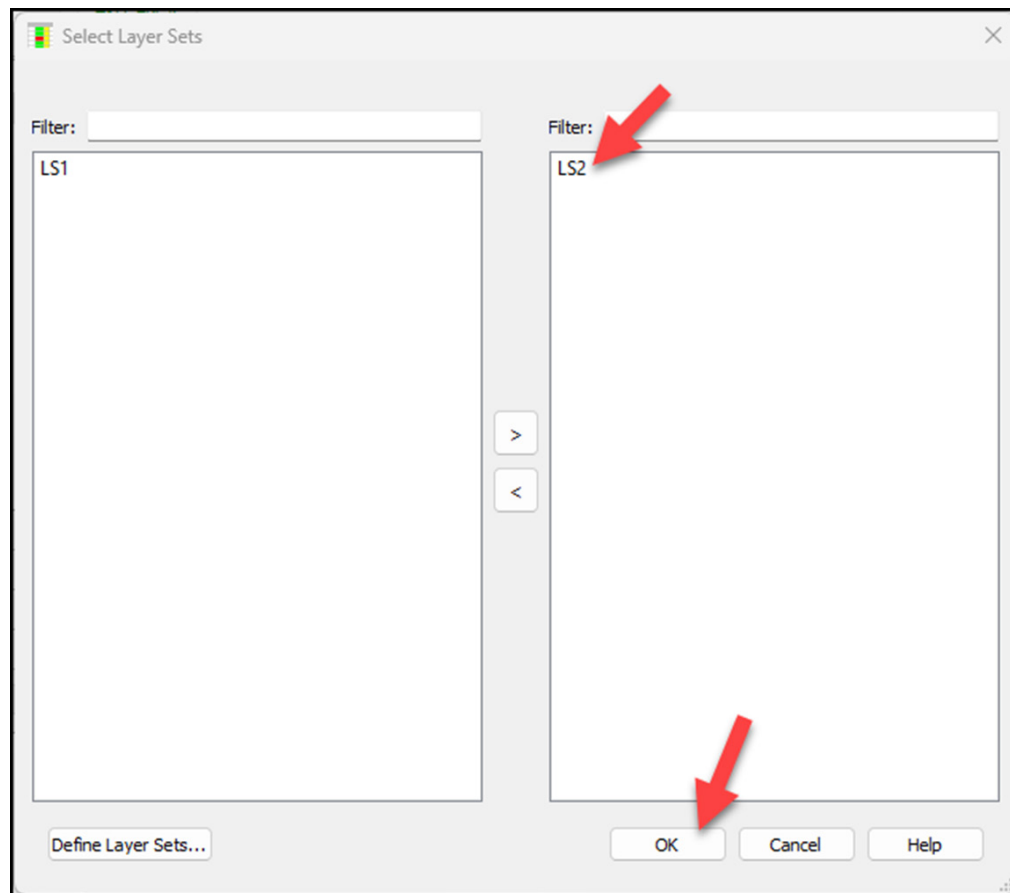 Select Layer Sets
Filter:
Filter:
LS1
LS2
>
<
Define Layer Sets...
OK
Cancel
Help